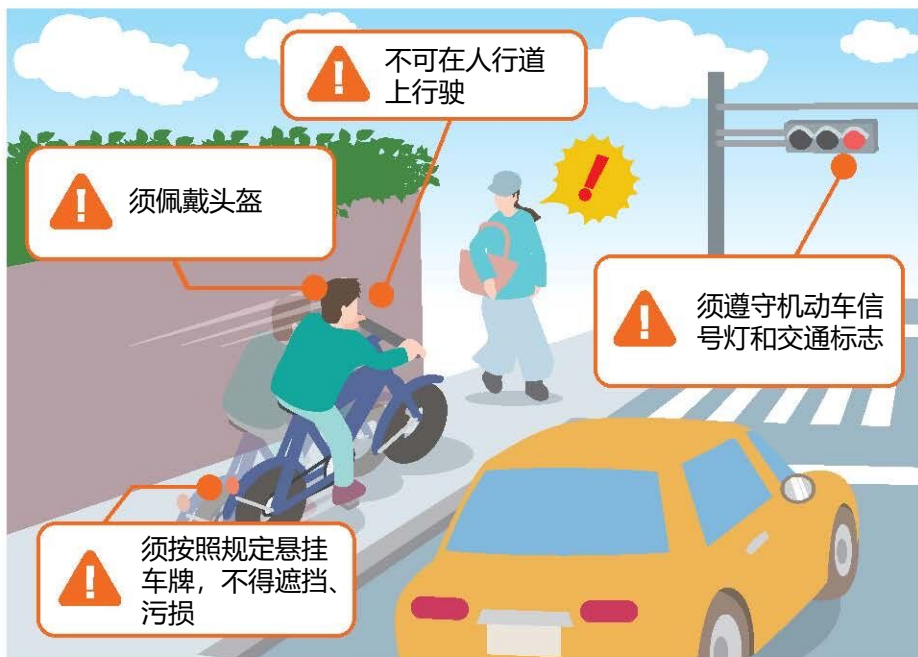 不可在人行道
上行驶
须佩戴头盔
须遵守机动车信
号灯和交通标志
须按照规定悬挂
车牌，不得遮挡、
污损